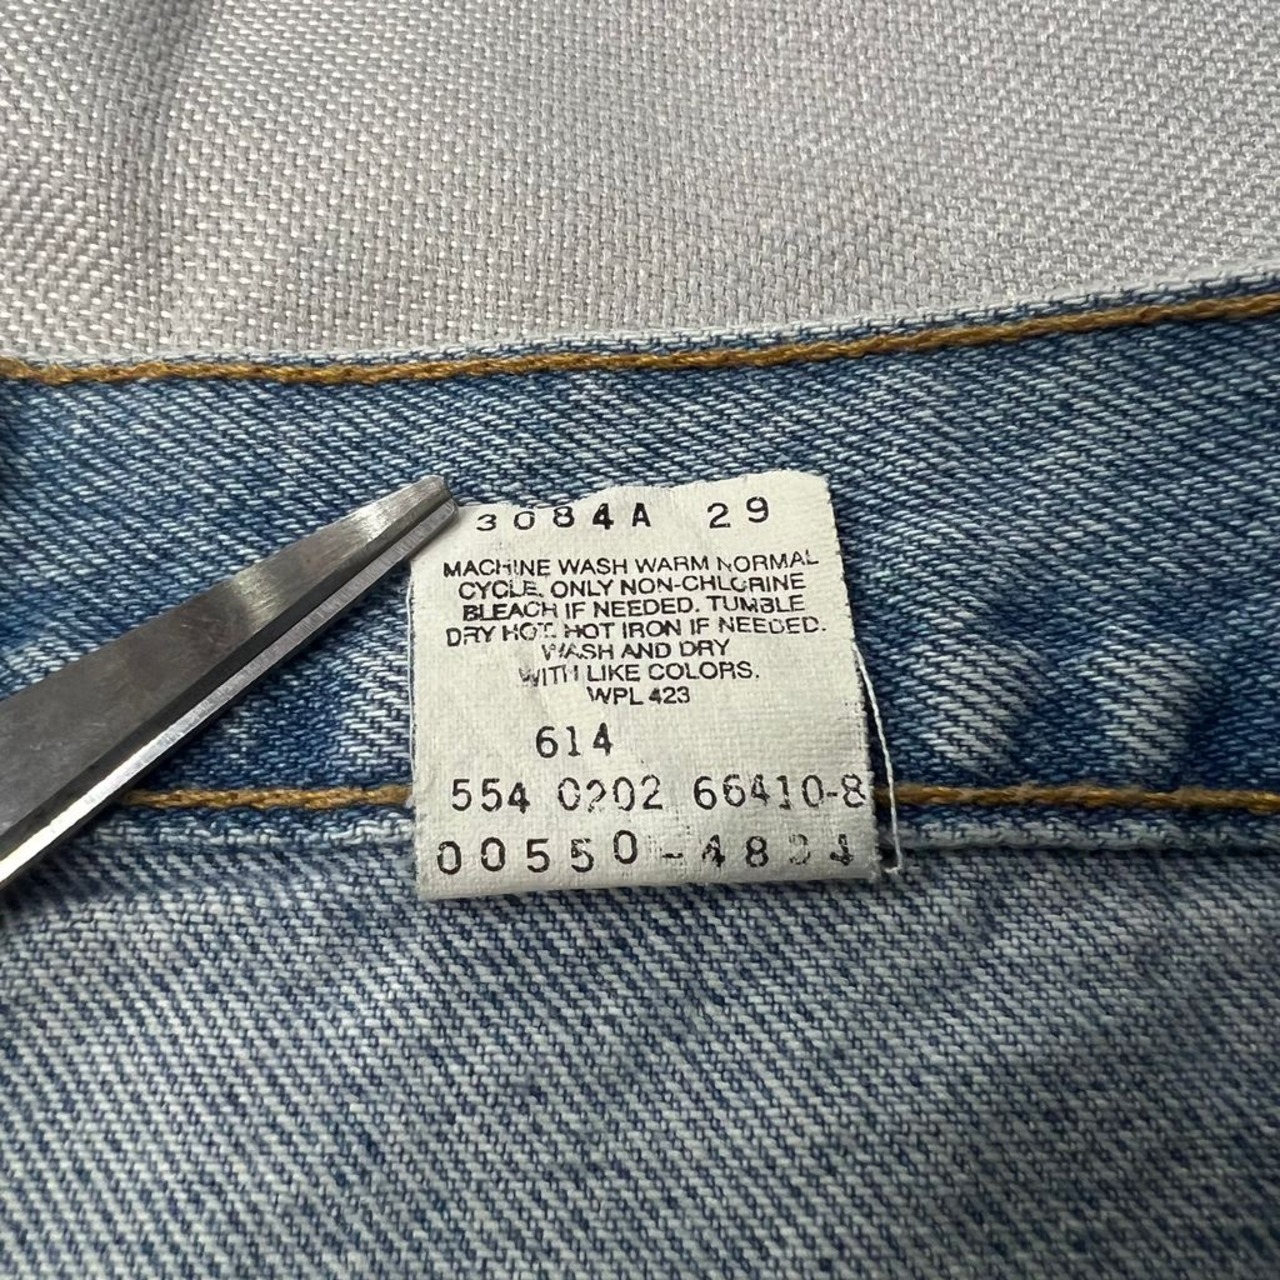 3084A 29
MACHINE WASH WARM NORMAL
CYCLE. ONLY NON-CHLORINE
BLEACH IF NEEDED. TUMBLE
DRY HOT. HOT IRON IF NEEDED.
WASH AND DRY
WITH LIKE COLORS.
WPL 423
614
554 0202 66410-8
00550-